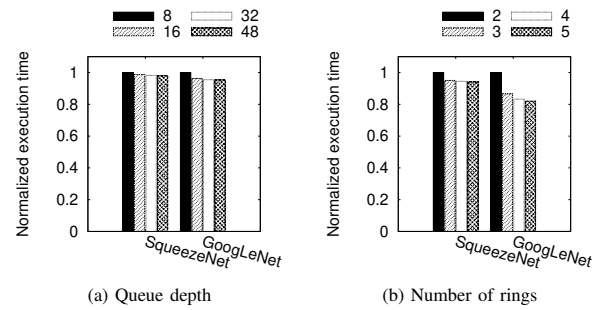 8 32
16 48
Normalized execution time
1
0.8
0.6
0.4
0.2
0
SqueezeNet
GoogLeNet
(a) Queue depth
2 4
3 5
Normalized execution time
1
0.8
0.6
0.4
0.2
0
SqueezeNet
GoogLeNet
(b) Number of rings